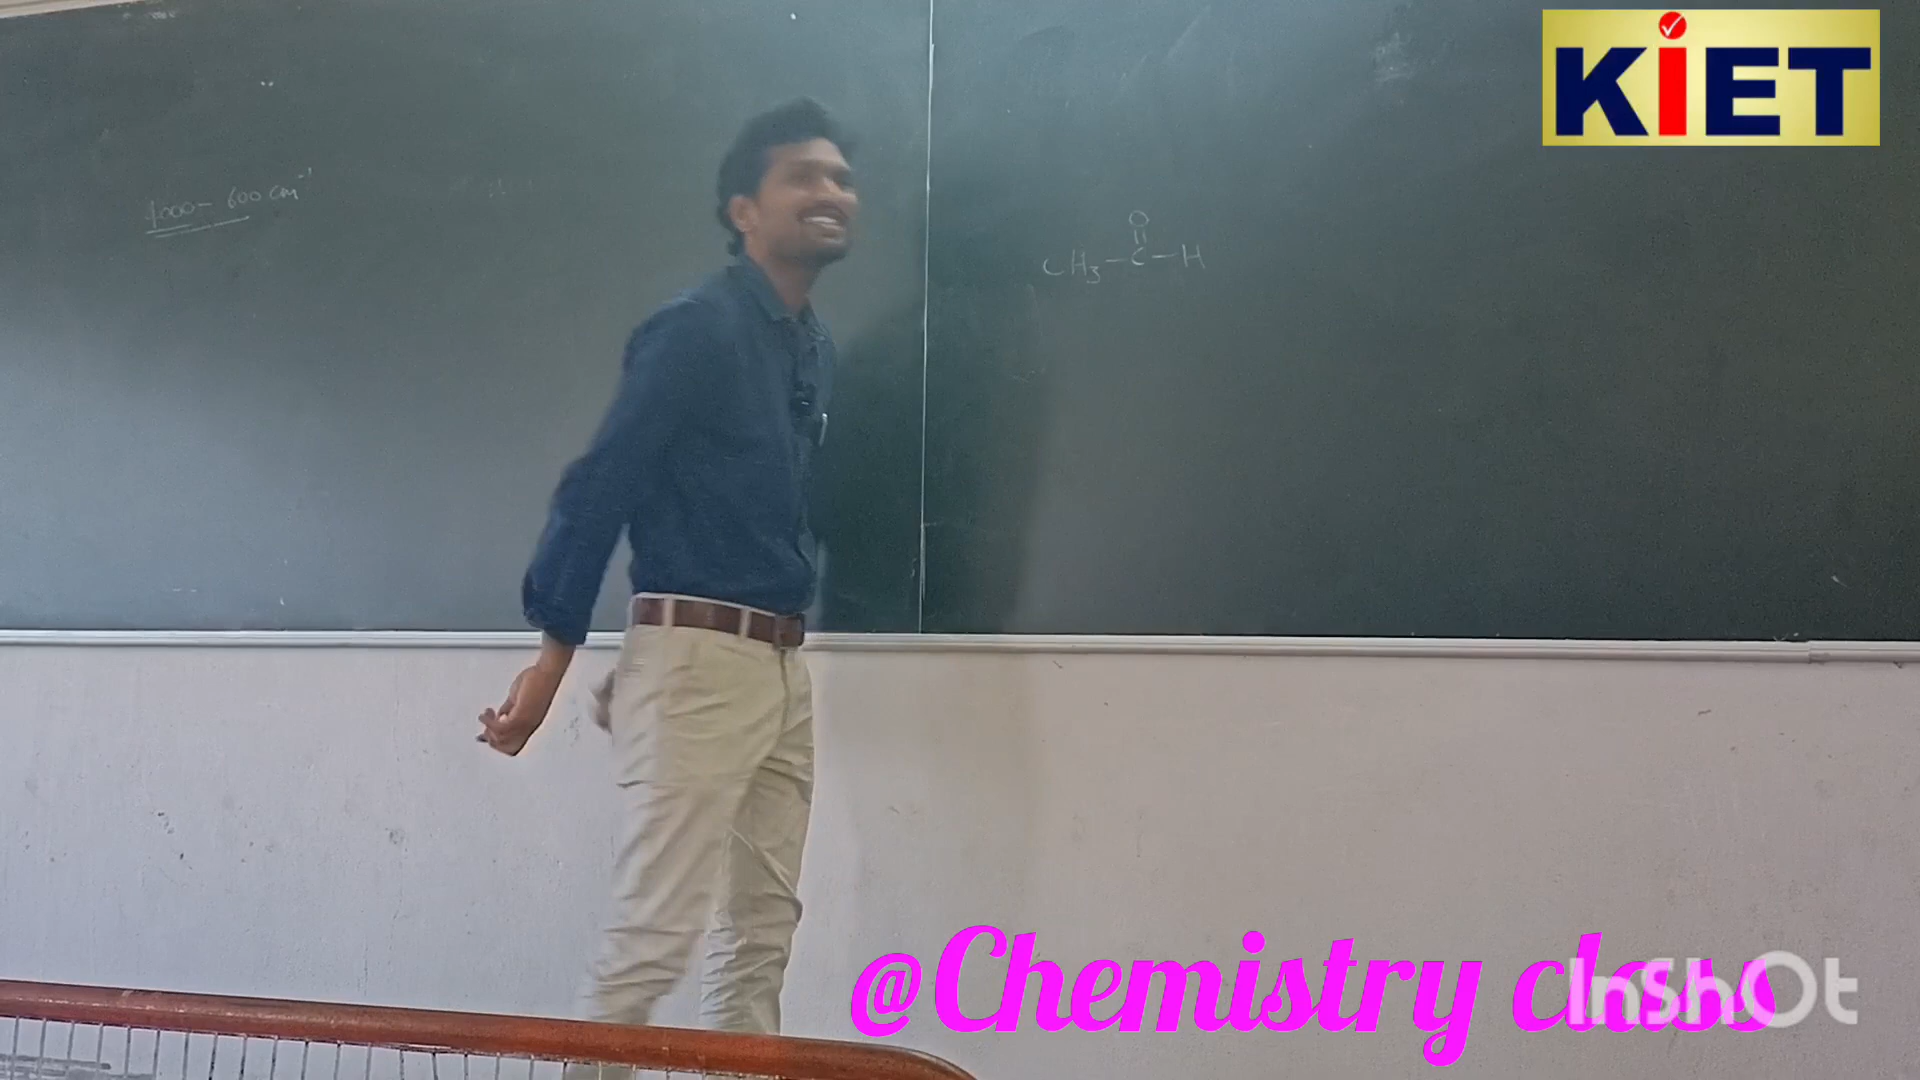 KiET
1000- 600 cm⁻¹
O
||
CH₃-C-H
@Chemistry class
InShOt